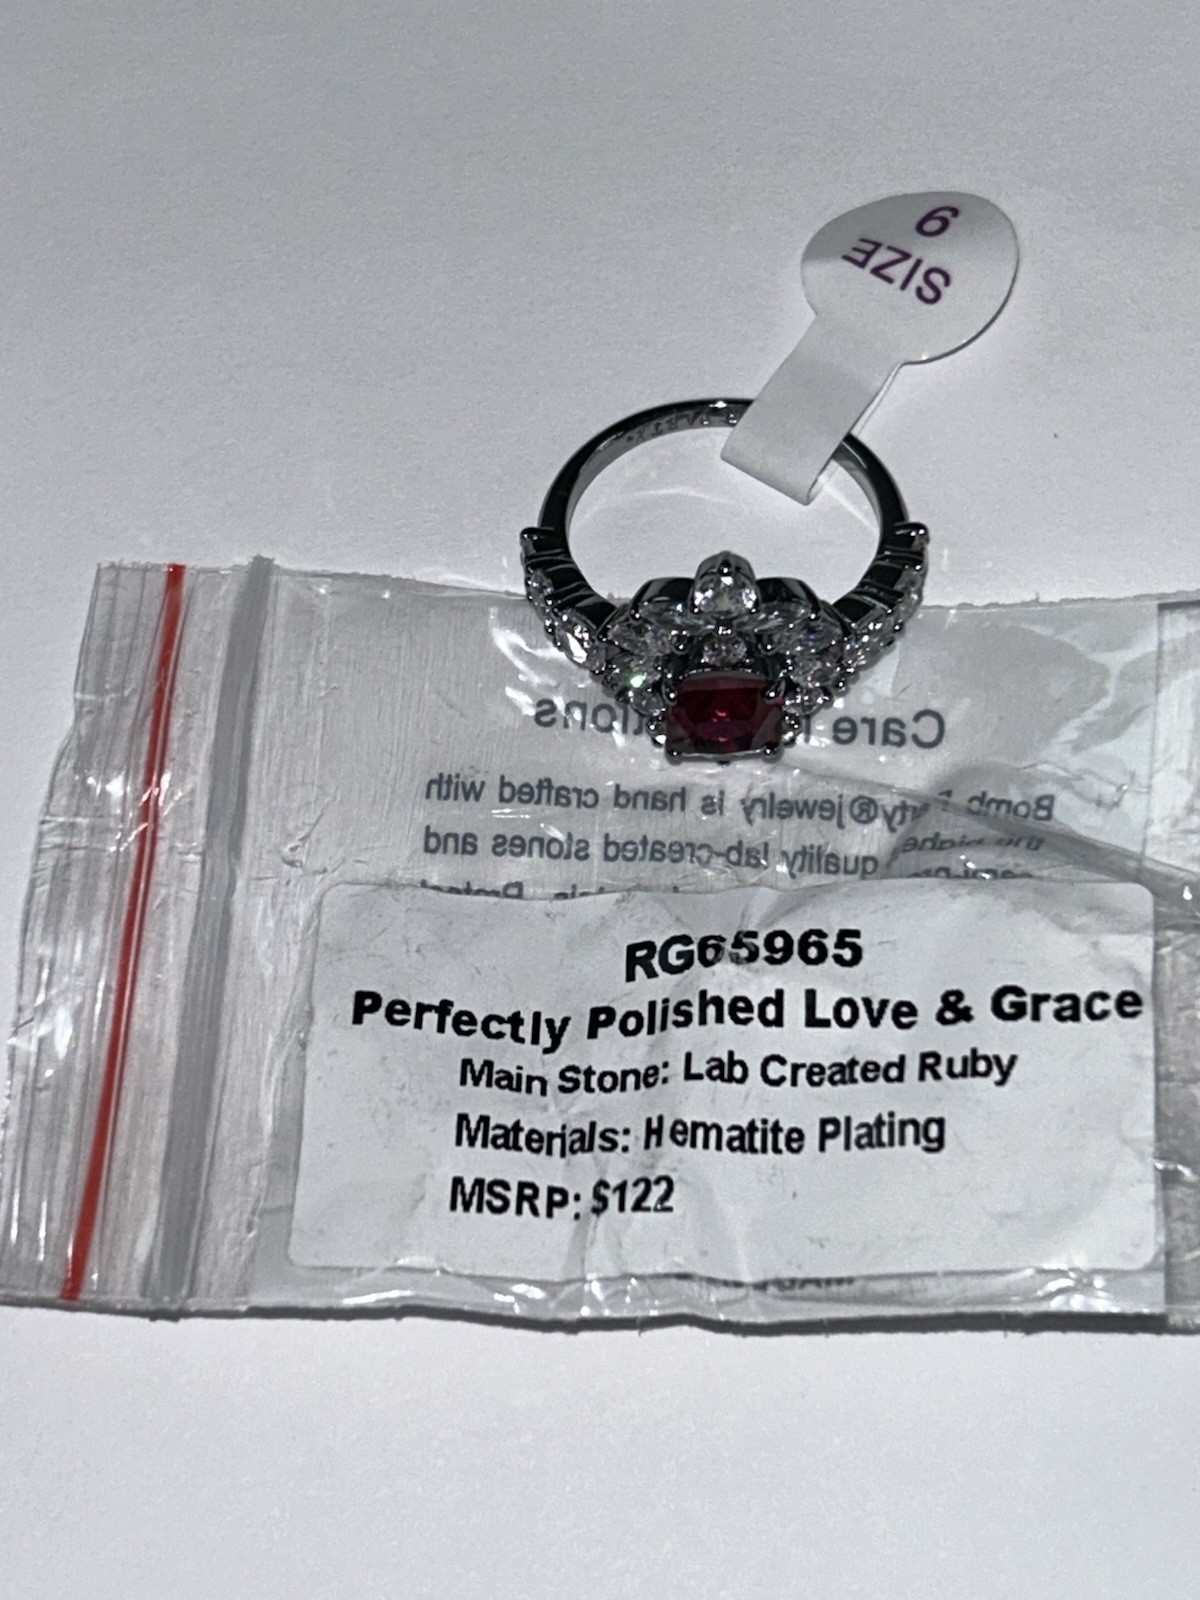 SIZE
9
Care tions
Bomb Party® jewelry is hand crafted with
quality lab-created stones and
RG65965
Perfectly Polished Love & Grace
Main Stone: Lab Created Ruby
Materials: Hematite Plating
MSRP: $122